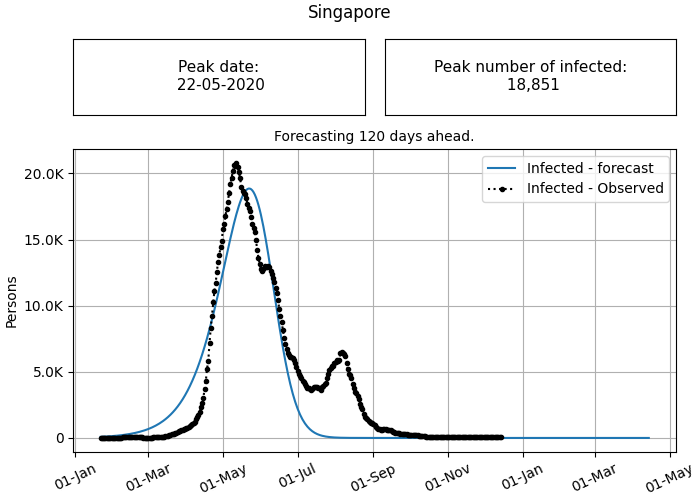 Singapore
Peak date:
22-05-2020
Peak number of infected:
18,851
Forecasting 120 days ahead.
Infected - forecast
Infected - Observed
Persons
20.0K
15.0K
10.0K
5.0K
0
01-Jan
01-Mar
01-May
01-Jul
01-Sep
01-Nov
01-Jan
01-Mar
01-May